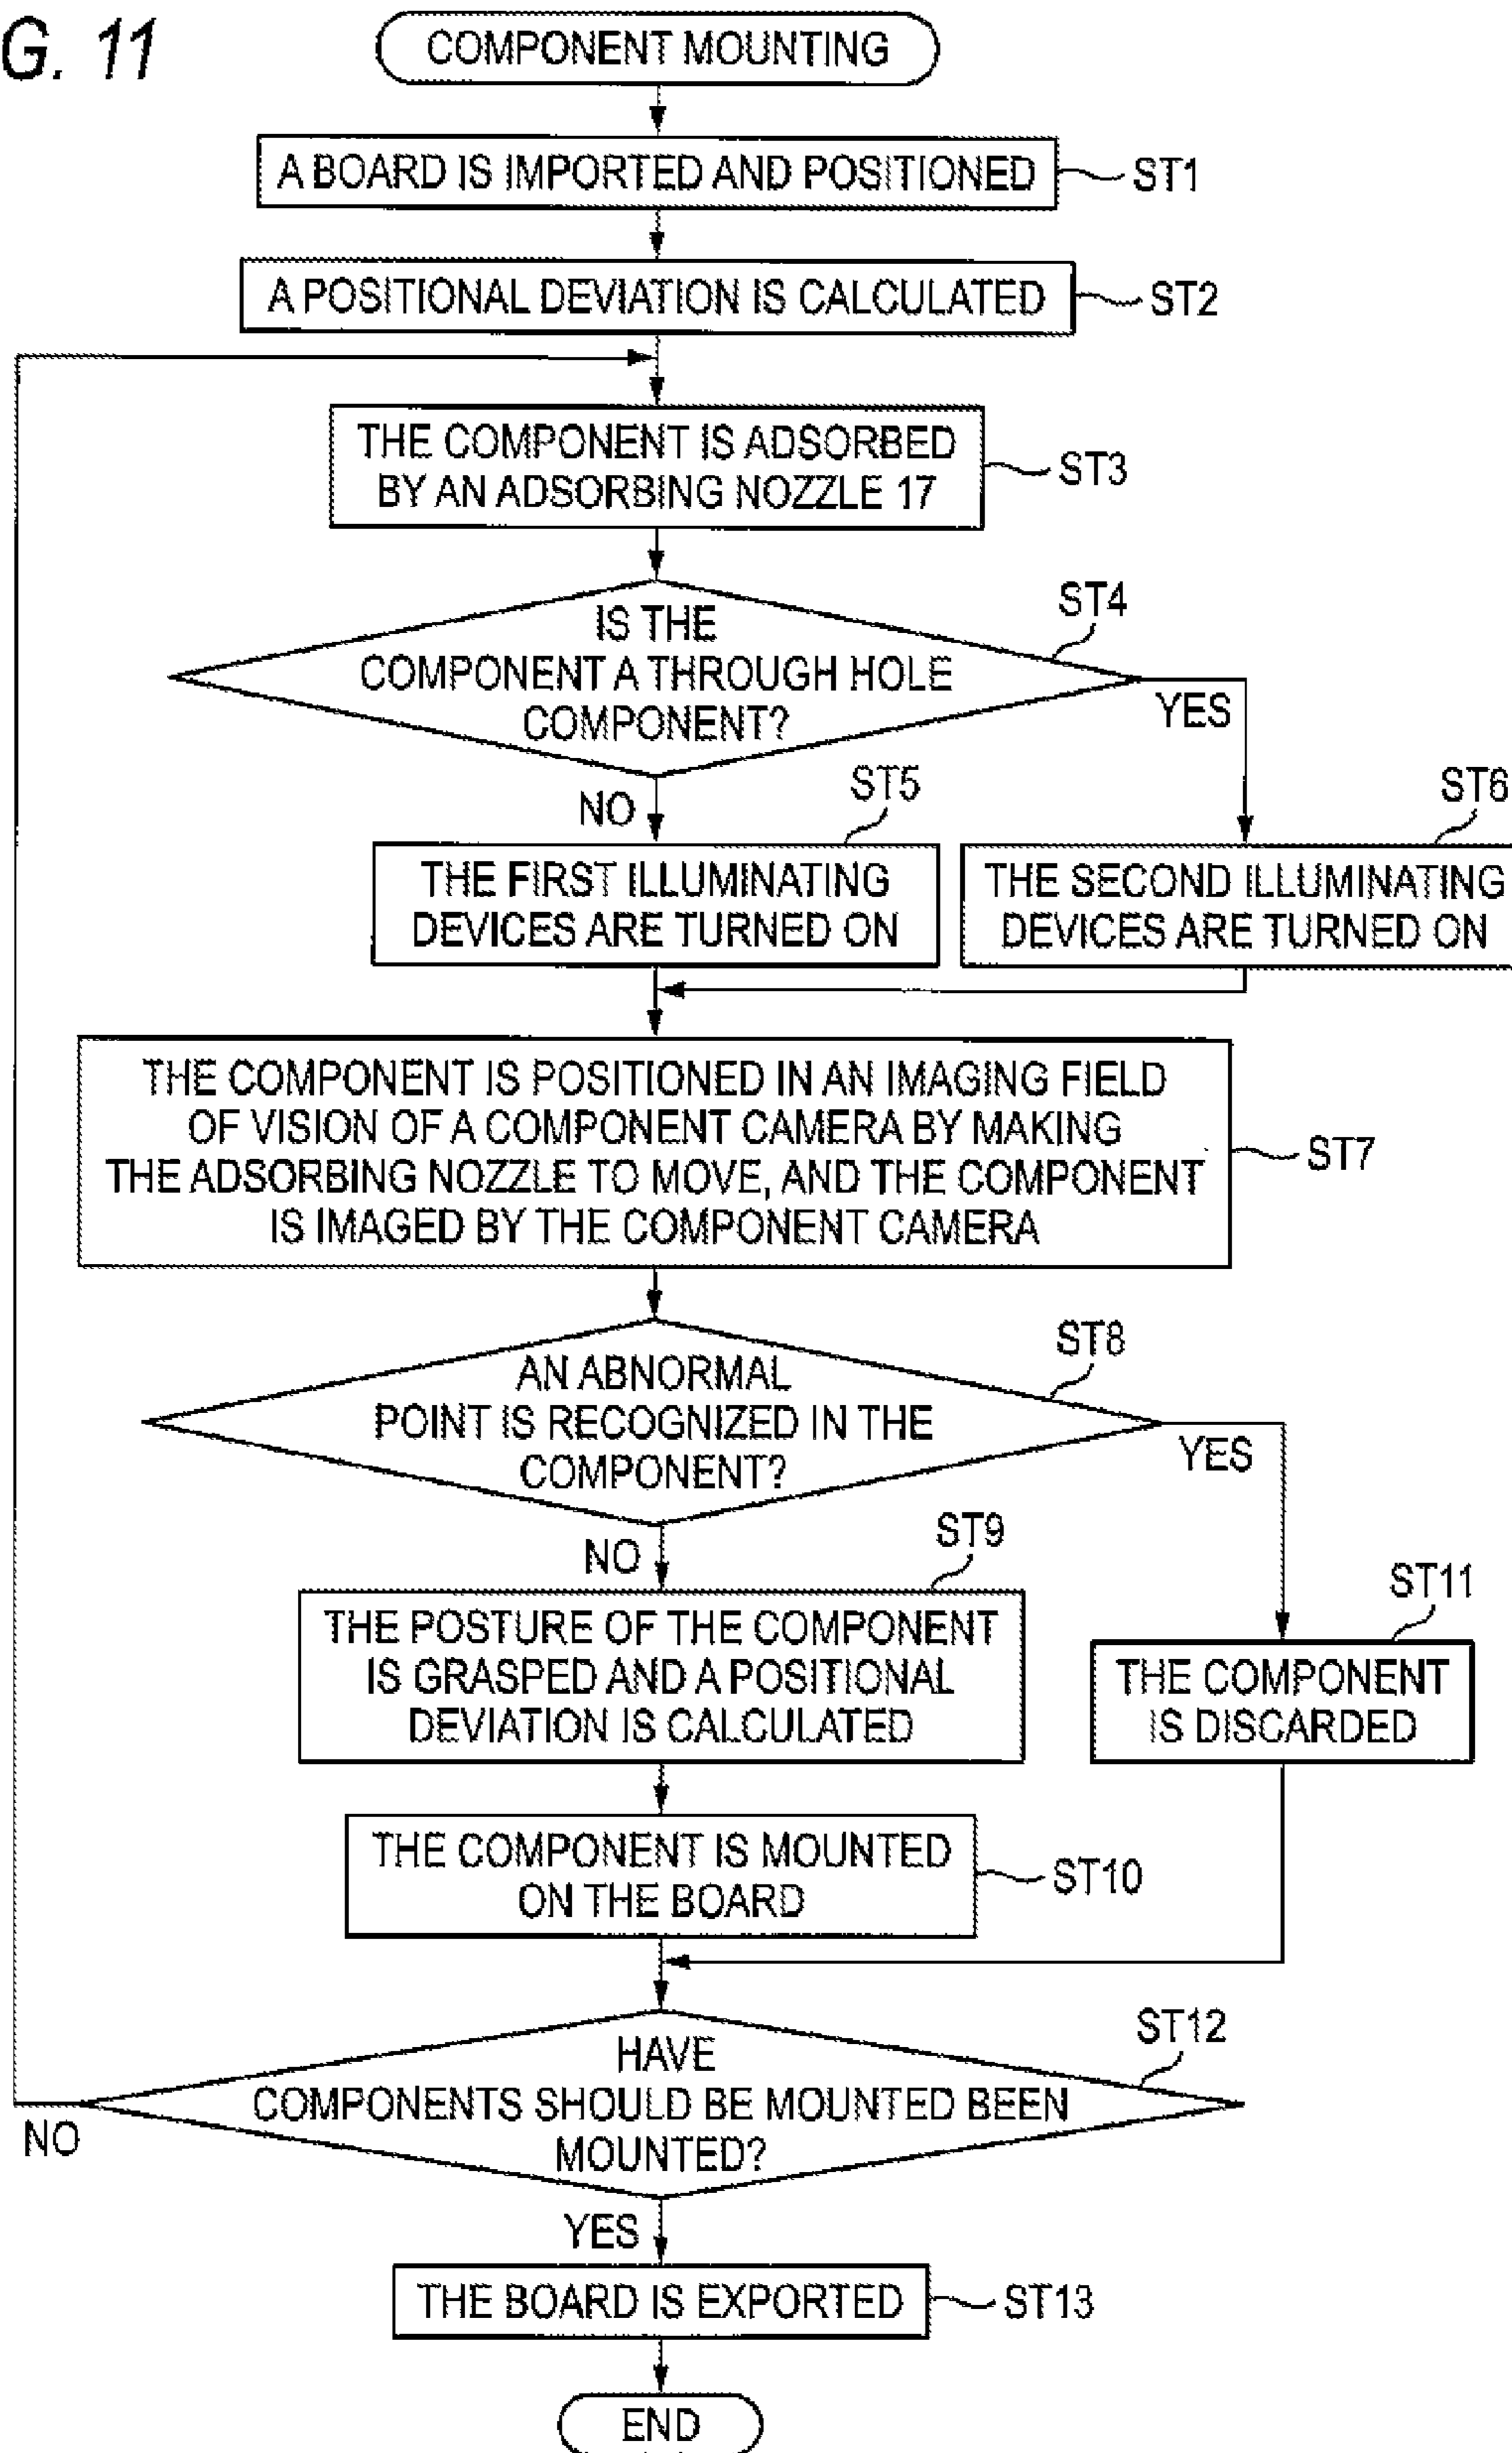 G. 11
COMPONENT MOUNTING
A BOARD IS IMPORTED AND POSITIONED
ST1
A POSITIONAL DEVIATION IS CALCULATED
ST2
THE COMPONENT IS ADSORBED
BY AN ADSORBING NOZZLE 17
ST3
IS THE
COMPONENT A THROUGH HOLE
COMPONENT?
ST4
YES
NO
ST5
ST6
THE FIRST ILLUMINATING
DEVICES ARE TURNED ON
THE SECOND ILLUMINATING
DEVICES ARE TURNED ON
THE COMPONENT IS POSITIONED IN AN IMAGING FIELD
OF VISION OF A COMPONENT CAMERA BY MAKING
THE ADSORBING NOZZLE TO MOVE, AND THE COMPONENT
IS IMAGED BY THE COMPONENT CAMERA
ST7
AN ABNORMAL
POINT IS RECOGNIZED IN THE
COMPONENT?
ST8
YES
NO
ST9
THE POSTURE OF THE COMPONENT
IS GRASPED AND A POSITIONAL
DEVIATION IS CALCULATED
ST11
THE COMPONENT
IS DISCARDED
THE COMPONENT IS MOUNTED
ON THE BOARD
ST10
HAVE
COMPONENTS SHOULD BE MOUNTED BEEN
MOUNTED?
ST12
NO
YES
THE BOARD IS EXPORTED
ST13
END